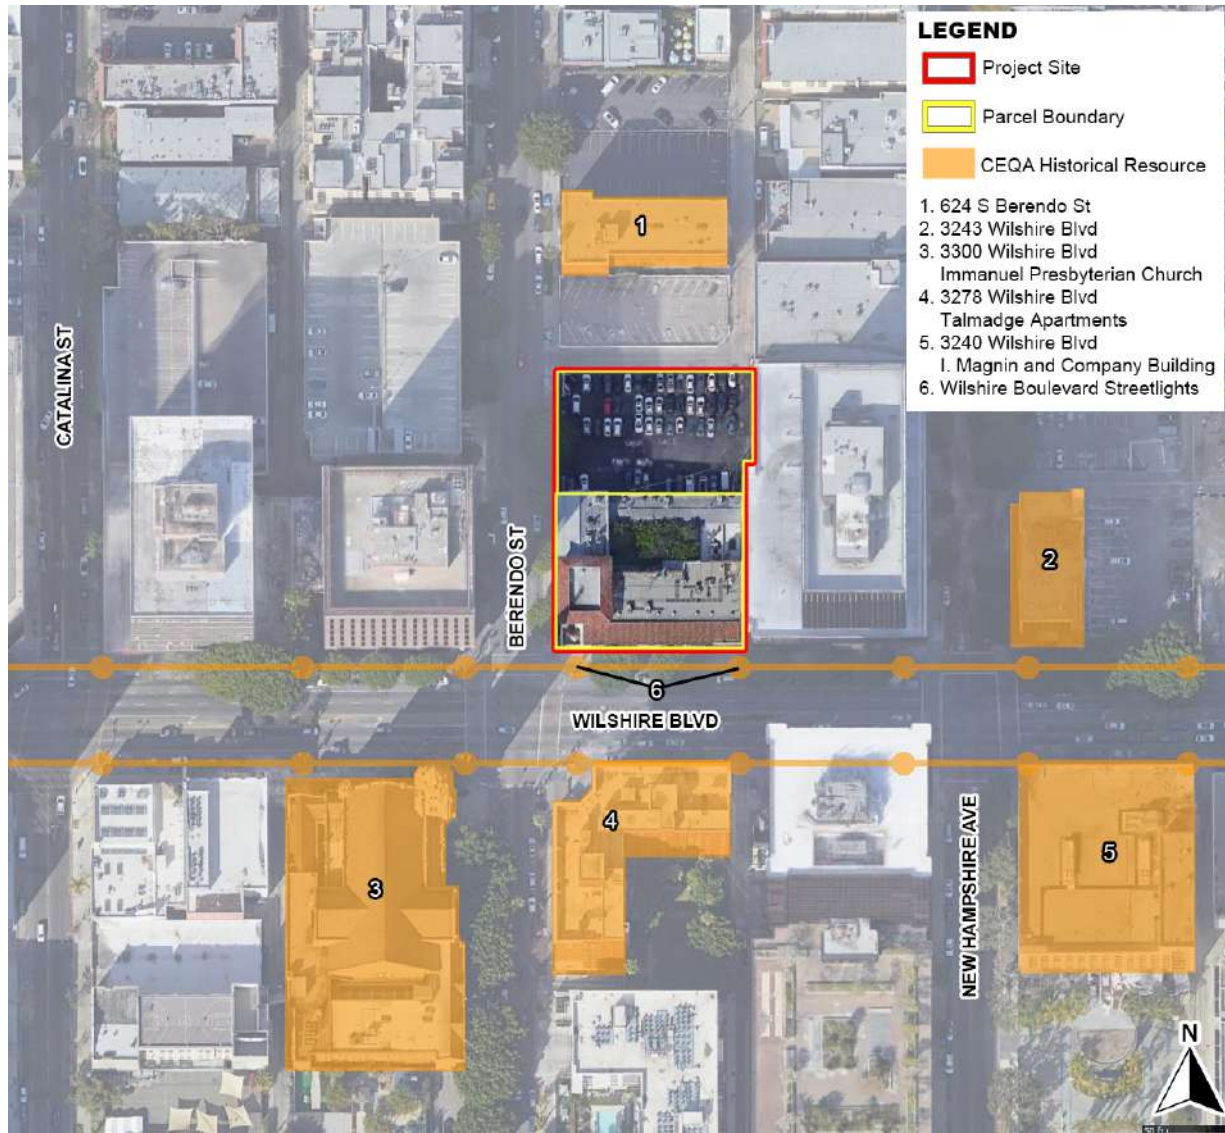 LEGEND
Project Site
Parcel Boundary
CEQA Historical Resource
1. 624 S Berendo St
2. 3243 Wilshire Blvd
3. 3300 Wilshire Blvd
Immanuel Presbyterian Church
4. 3278 Wilshire Blvd
Talmadge Apartments
5. 3240 Wilshire Blvd
I. Magnin and Company Building
6. Wilshire Boulevard Streetlights
1
CATALINA ST
BERENDO ST
2
6
WILSHIRE BLVD
4
3
5
NEW HAMPSHIRE AVE
N